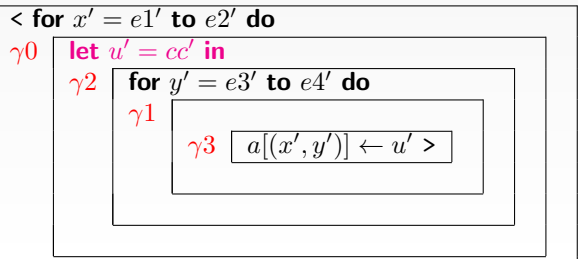 < for x′ = e1′ to e2′ do
γ0 let u′ = cc′ in
γ2 for y′ = e3′ to e4′ do
γ1
γ3 a[(x′, y′)] ← u′ >